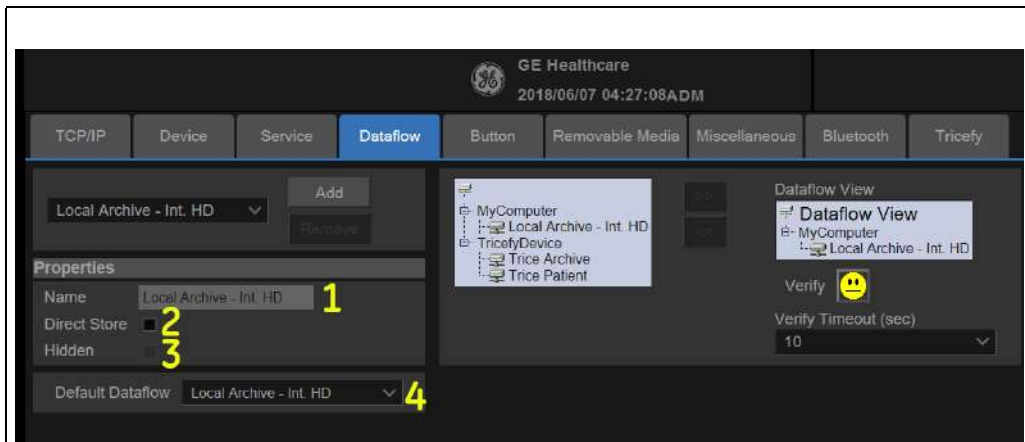 GE Healthcare
2018/06/07 04:27:08ADM
TCP/IP Device Service Dataflow Button Removable Media Miscellaneous Bluetooth Tricefy
Local Archive - Int. HD
Add
Remove
Properties
Name Local Archive - Int. HD 1
Direct Store 2
Hidden 3
Default Dataflow Local Archive - Int. HD 4
MyComputer
Local Archive - Int. HD
TricefyDevice
Trice Archive
Trice Patient
>>
<<
Dataflow View
Dataflow View
MyComputer
Local Archive - Int. HD
Verify
Verify Timeout (sec)
10